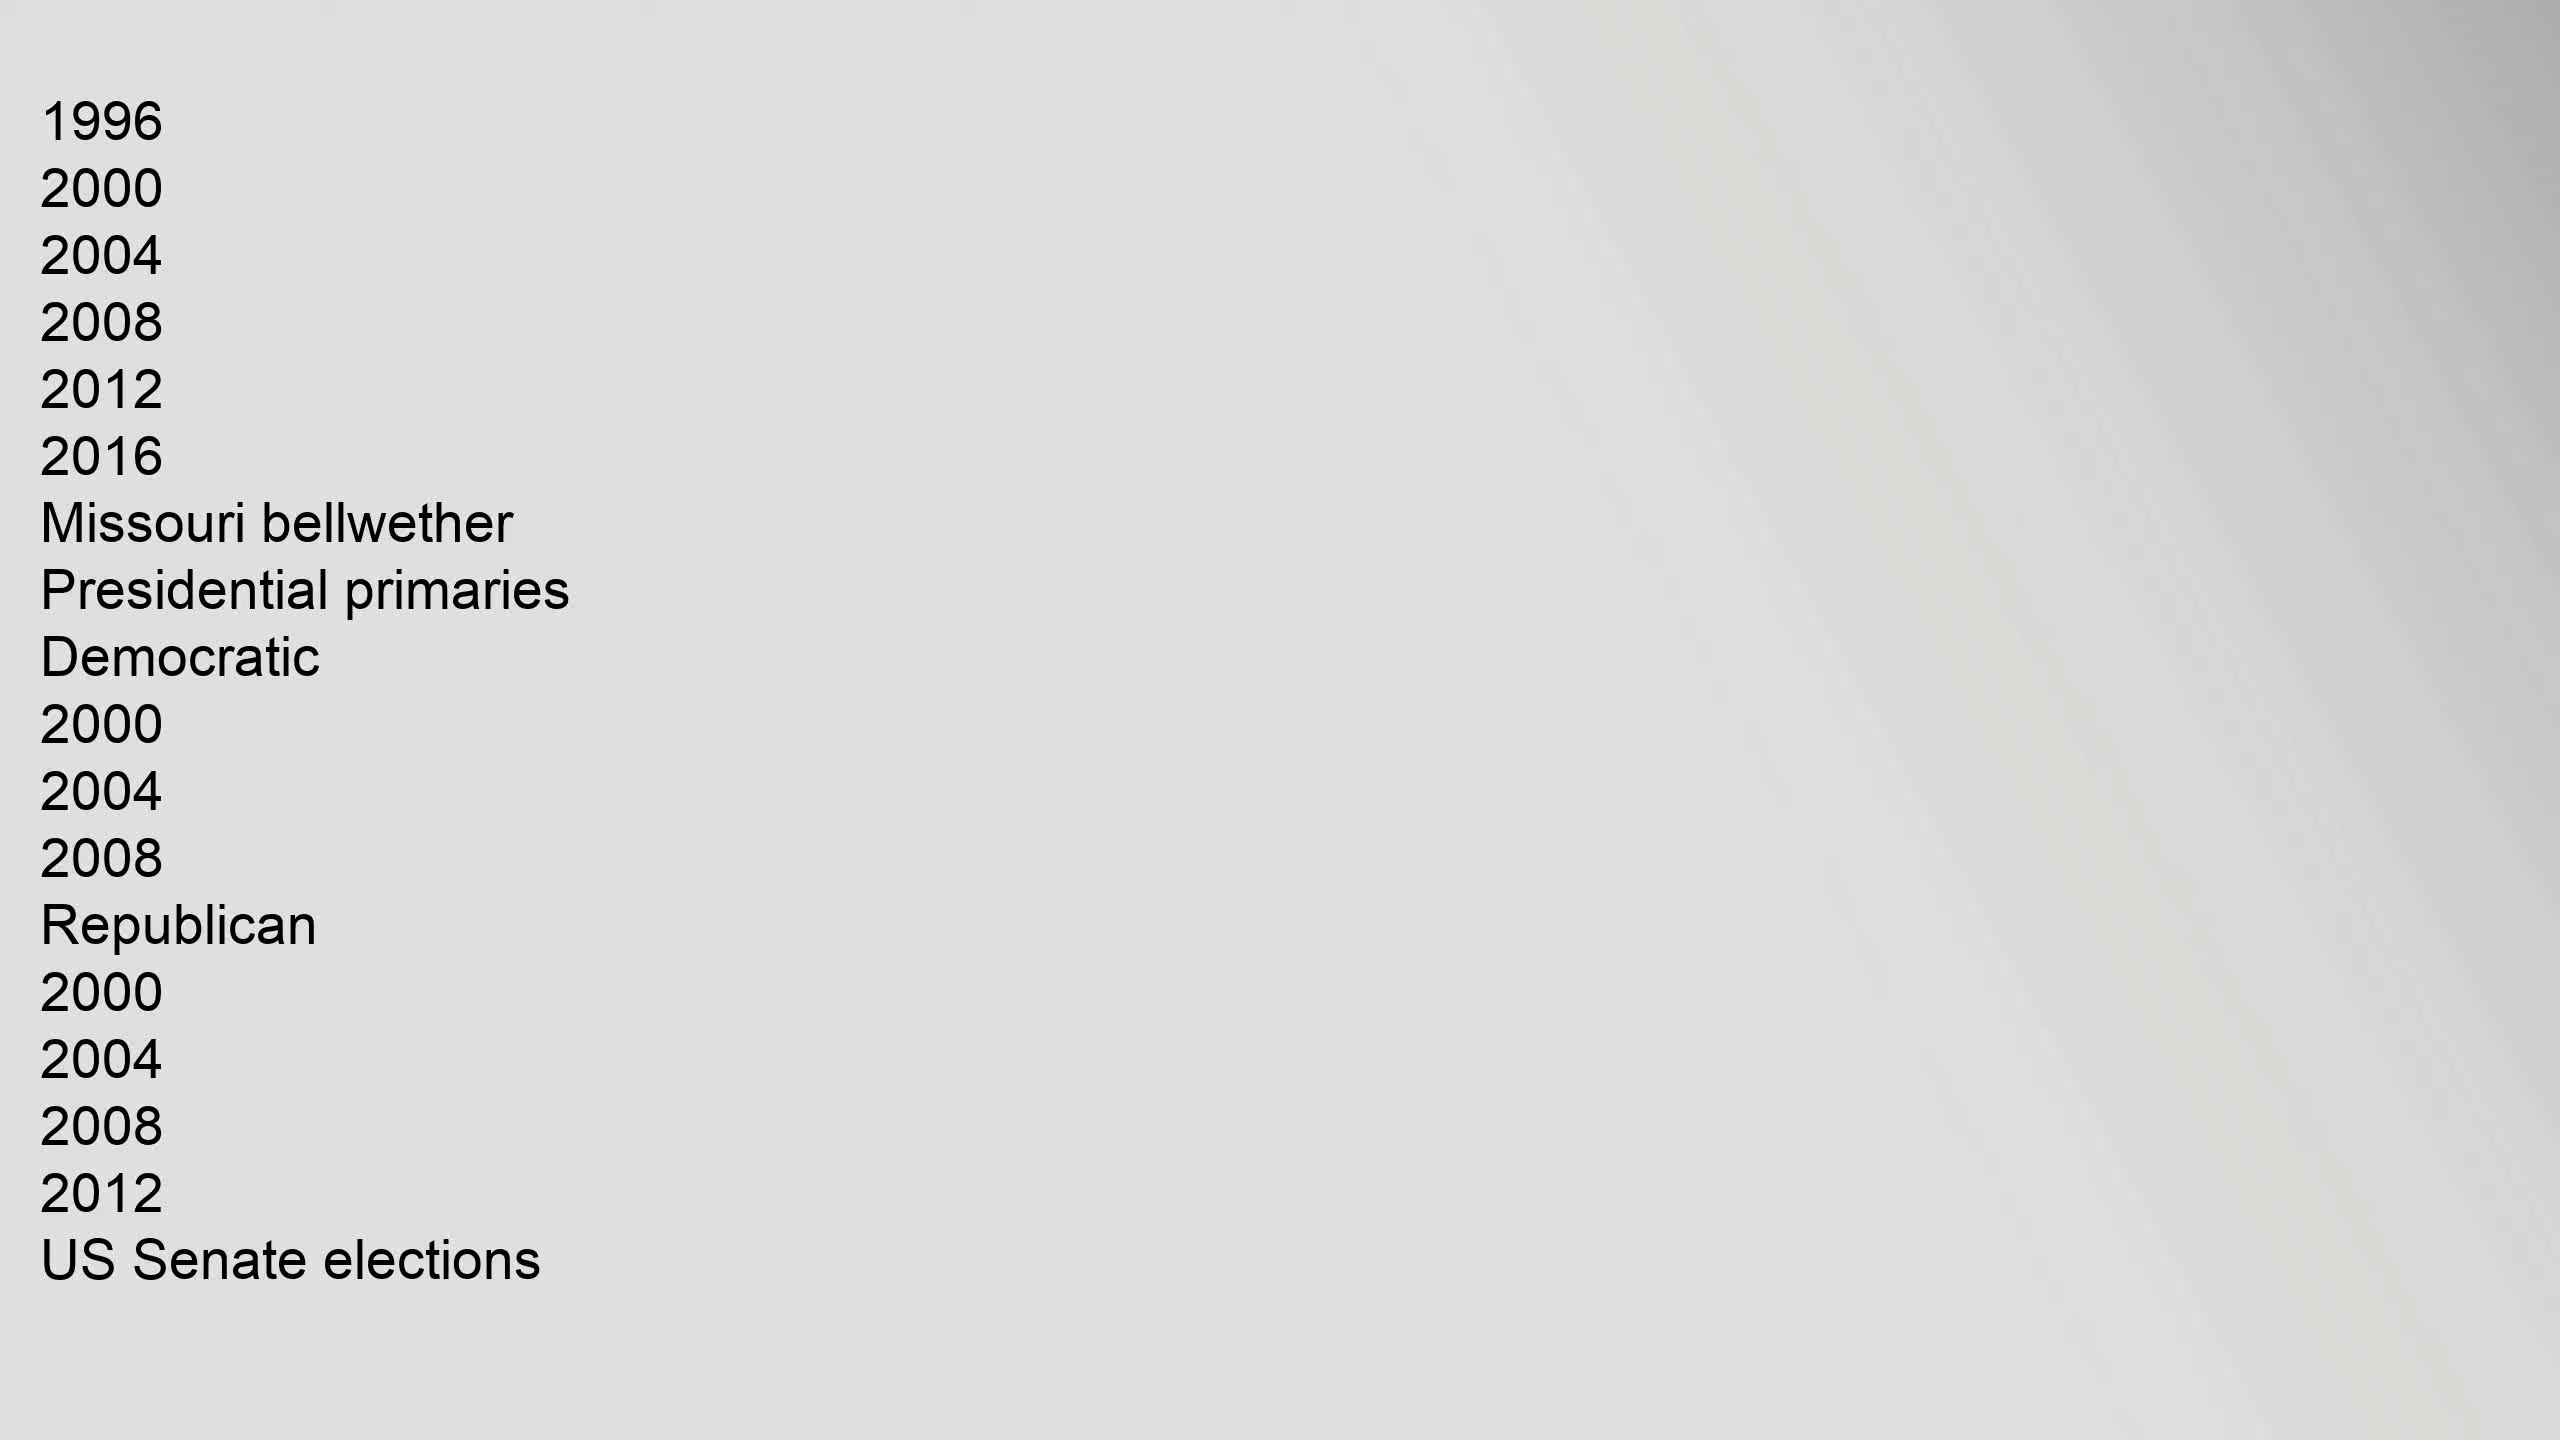 1996
2000
2004
2008
2012
2016
Missouri bellwether
Presidential primaries
Democratic
2000
2004
2008
Republican
2000
2004
2008
2012
US Senate elections